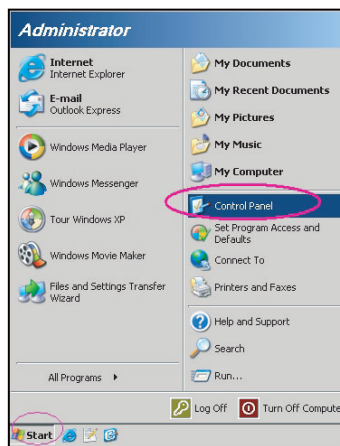 Administrator
Internet
Internet Explorer
E-mail
Outlook Express
Windows Media Player
Windows Messenger
Tour Windows XP
Windows Movie Maker
Files and Settings Transfer
Wizard
All Programs
My Documents
My Recent Documents
My Pictures
My Music
My Computer
Control Panel
Set Program Access and
Defaults
Connect To
Printers and Faxes
Help and Support
Search
Run...
Log Off
Turn Off Compute
Start